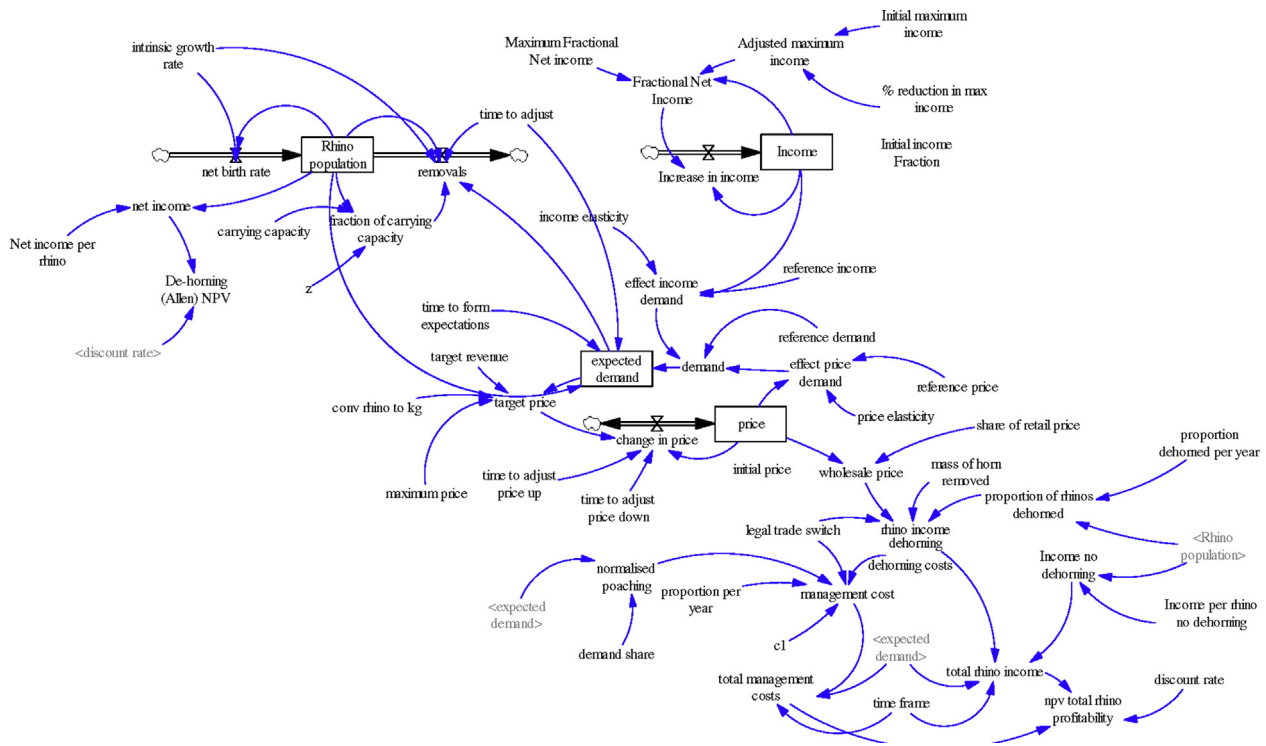 Initial maximum
income
intrinsic growth
rate
Maximum Fractional
Net income
Adjusted maximum
income
Fractional Net
Income
% reduction in max
income
time to adjust
Rhino
population
Income
Initial income
Fraction
net birth rate
removals
Increase in income
net income
income elasticity
carrying capacity
fraction of carrying
capacity
Net income per
rhino
reference income
De-horning
(Allen) NPV
z
effect income
demand
time to form
expectations
reference demand
<discount rate>
target revenue
expected
demand
demand
effect price
demand
reference price
conv rhino to kg
target price
price elasticity
price
share of retail price
change in price
proportion
dehorned per year
initial price
wholesale price
mass of horn
removed
time to adjust
price up
maximum price
time to adjust
price down
proportion of rhinos
dehorned
legal trade switch
rhino income
dehorning
<Rhino
population>
Income no
dehorning
normalised
poaching
dehorning costs
proportion per
year
management cost
<expected
demand>
Income per rhino
no dehorning
c1
<expected
demand>
demand share
total rhino income
total management
costs
time frame
npv total rhino
profitability
discount rate